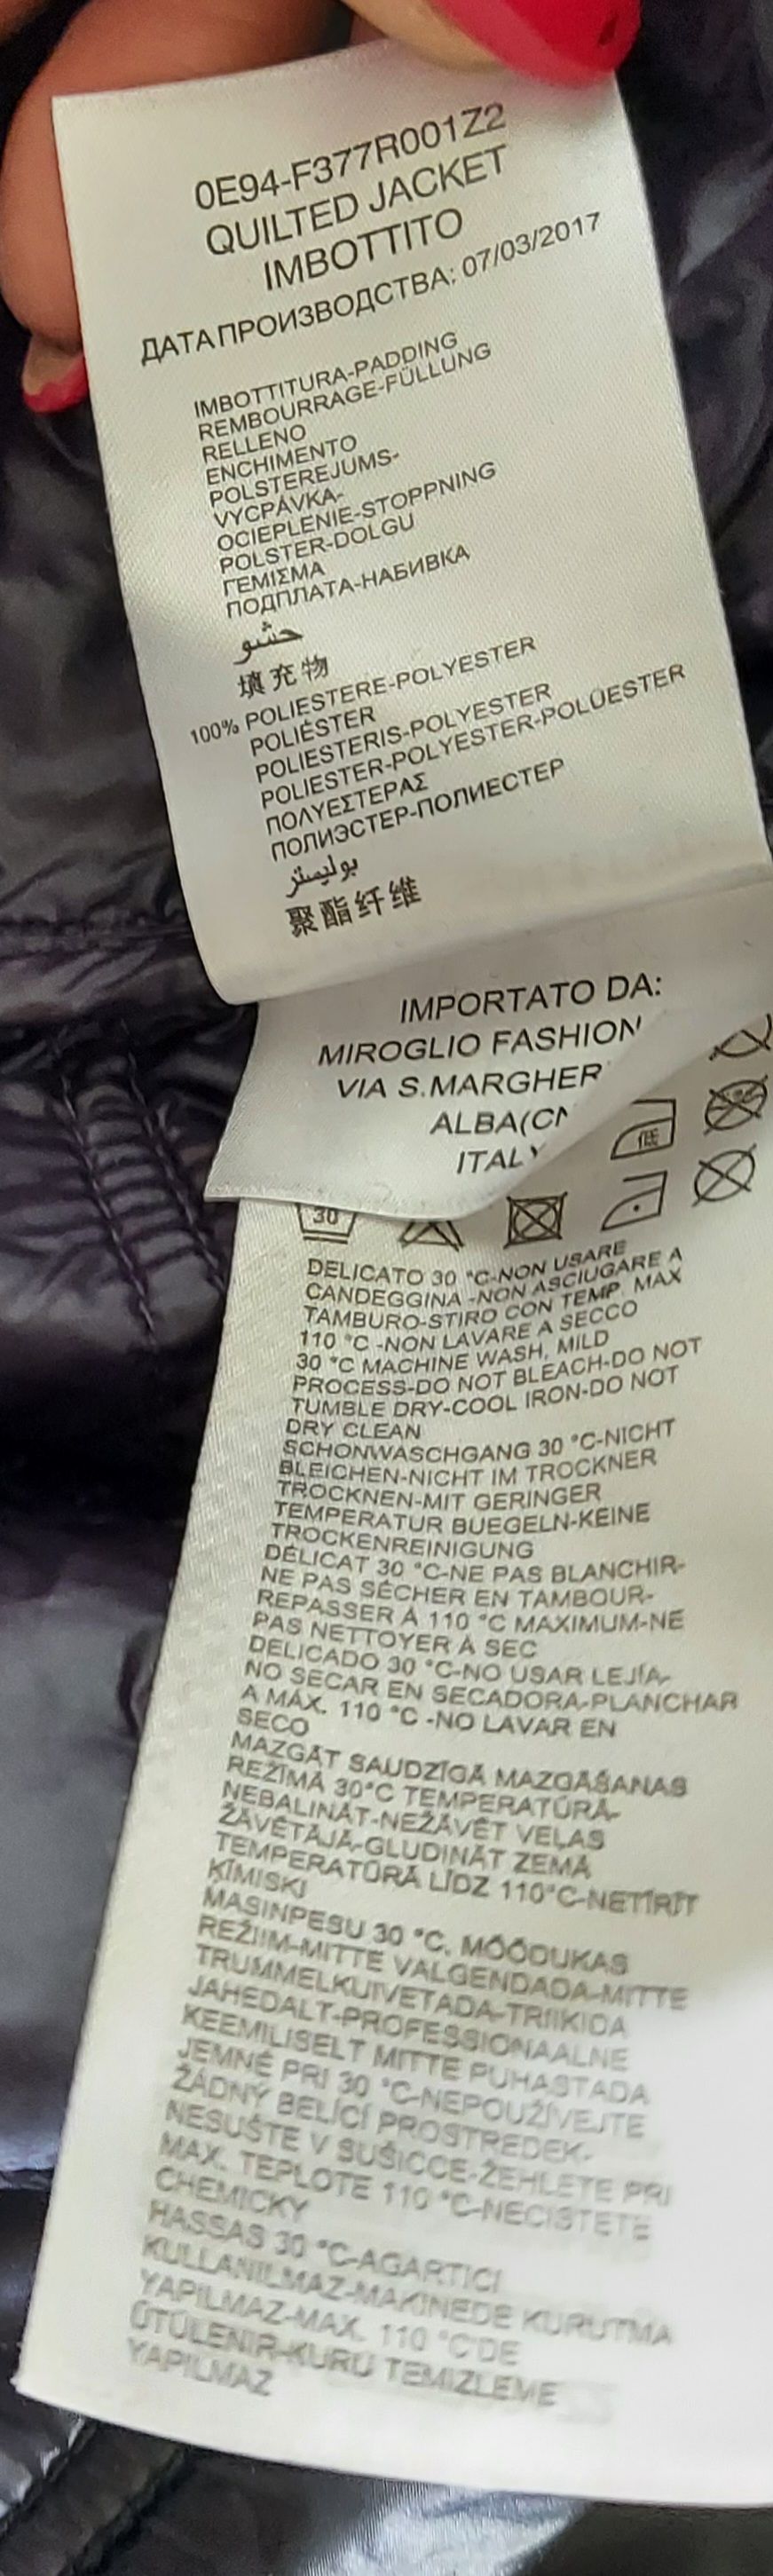 0E94-F377R001Z2
QUILTED JACKET
IMBOTTITO
ДАТА ПРОИЗВОДСТВА: 07/03/2017
IMBOTTITURA-PADDING
REMBOURRAGE-FÜLLUNG
RELLENO
ENCHIMENTO
POLSTEREJUMS-
VYCPÁVKA-
OCIEPLENIE-STOPPNING
POLSTER-DOLGU
ΓΕΜΙΣΜΑ
ПОДПЛАТА-НАБИВКА
حشو
填充物
100% POLIESTERE-POLYESTER
POLIÉSTER
POLIESTERIS-POLYESTER
POLIESTER-POLYESTER-POLÜESTER
ΠΟΛΥΕΣΤΕΡΑΣ
ПОЛИЭСТЕР-ПОЛИЕСТЕР
بوليستر
聚酯纤维
IMPORTATO DA:
MIROGLIO FASHION
VIA S.MARGHER
ALBA(CN
ITALY
低
30
DELICATO 30 °C-NON USARE
CANDEGGINA -NON ASCIUGARE A
TAMBURO-STIRO CON TEMP. MAX
110 °C -NON LAVARE A SECCO
30 °C MACHINE WASH, MILD
PROCESS-DO NOT BLEACH-DO NOT
TUMBLE DRY-COOL IRON-DO NOT
DRY CLEAN
SCHONWASCHGANG 30 °C-NICHT
BLEICHEN-NICHT IM TROCKNER
TROCKNEN-MIT GERINGER
TEMPERATUR BUEGELN-KEINE
TROCKENREINIGUNG
DÉLICAT 30 °C-NE PAS BLANCHIR-
NE PAS SÉCHER EN TAMBOUR-
REPASSER À 110 °C MAXIMUM-NE
PAS NETTOYER À SEC
DELICADO 30 °C-NO USAR LEJÍA-
NO SECAR EN SECADORA-PLANCHAR
A MÁX. 110 °C -NO LAVAR EN
SECO
MAZGĀT SAUDZĪGĀ MAZGĀŠANAS
REŽĪMĀ 30°C TEMPERATŪRĀ-
NEBALINĀT-NEŽĀVĒT VEĻAS
ŽĀVĒTĀJĀ-GLUDINĀT ZEMĀ
TEMPERATŪRĀ LĪDZ 110°C-NETĪRĪT
ĶĪMISKI
MASINPESU 30 °C, MÕÕDUKAS
REŽIIM-MITTE VALGENDADA-MITTE
TRUMMELKUIVETADA-TRIIKIDA
JAHEDALT-PROFESSIONAALNE
KEEMILISELT MITTE PUHASTADA
JEMNÉ PRI 30 °C-NEPOUŽÍVEJTE
ŽÁDNÝ BELÍCÍ PROSTREDEK-
NESUŠTE V SUŠICCE-ŽEHLETE PRI
MAX. TEPLOTE 110 °C-NECISTETE
CHEMICKY
HASSAS 30 °C-AGARTICI
KULLANILMAZ-MAKINEDE KURUTMA
YAPILMAZ-MAX. 110 °C'DE
ÜTÜLENIR-KURU TEMIZLEME
YAPILMAZ